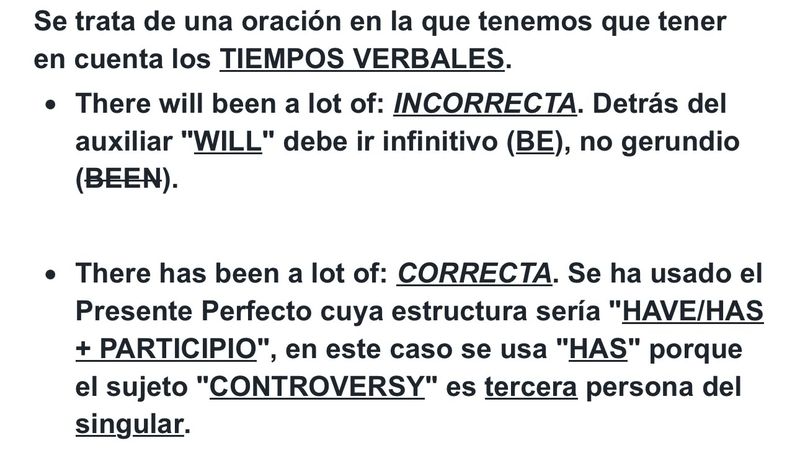 Se trata de una oración en la que tenemos que tener
en cuenta los TIEMPOS VERBALES.
• There will been a lot of: INCORRECTA. Detrás del
auxiliar "WILL" debe ir infinitivo (BE), no gerundio
(BEEN).
• There has been a lot of: CORRECTA. Se ha usado el
Presente Perfecto cuya estructura sería "HAVE/HAS
+ PARTICIPIO", en este caso se usa "HAS" porque
el sujeto "CONTROVERSY" es tercera persona del
singular.